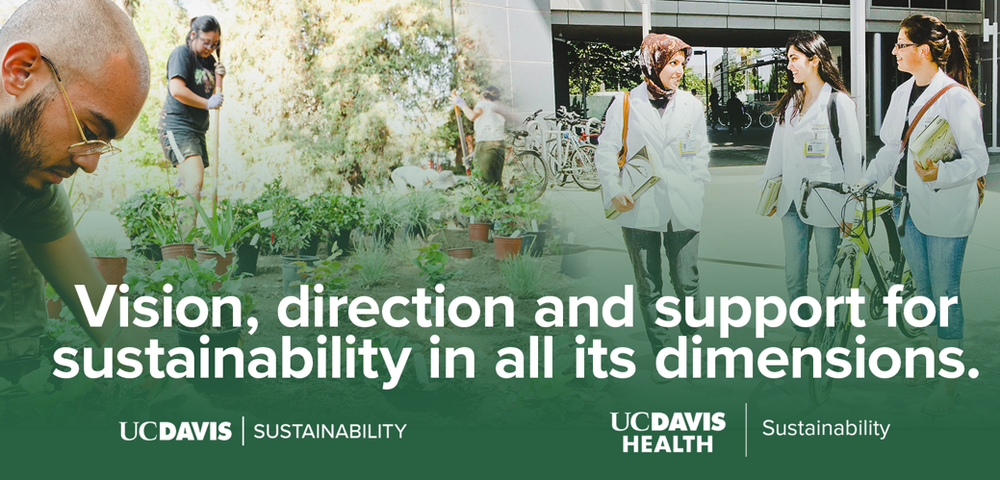 Vision, direction and support for
sustainability in all its dimensions.
UCDAVIS | SUSTAINABILITY
UCDAVIS
HEALTH
Sustainability